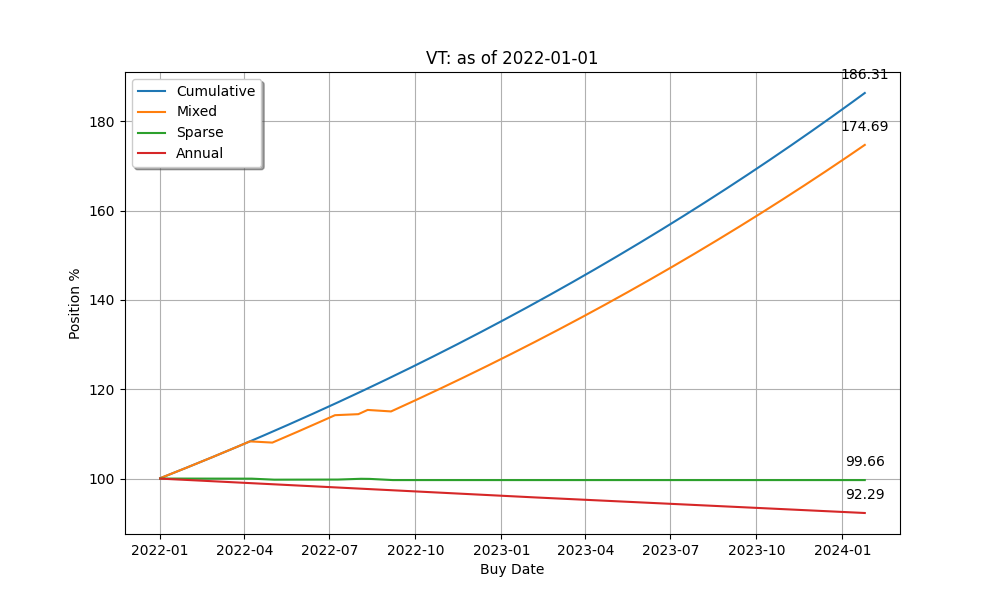 VT: as of 2022-01-01
Cumulative
Mixed
Sparse
Annual
186.31
174.69
99.66
92.29
Position %
180
160
140
120
100
2022-01 2022-04 2022-07 2022-10 2023-01 2023-04 2023-07 2023-10 2024-01
Buy Date